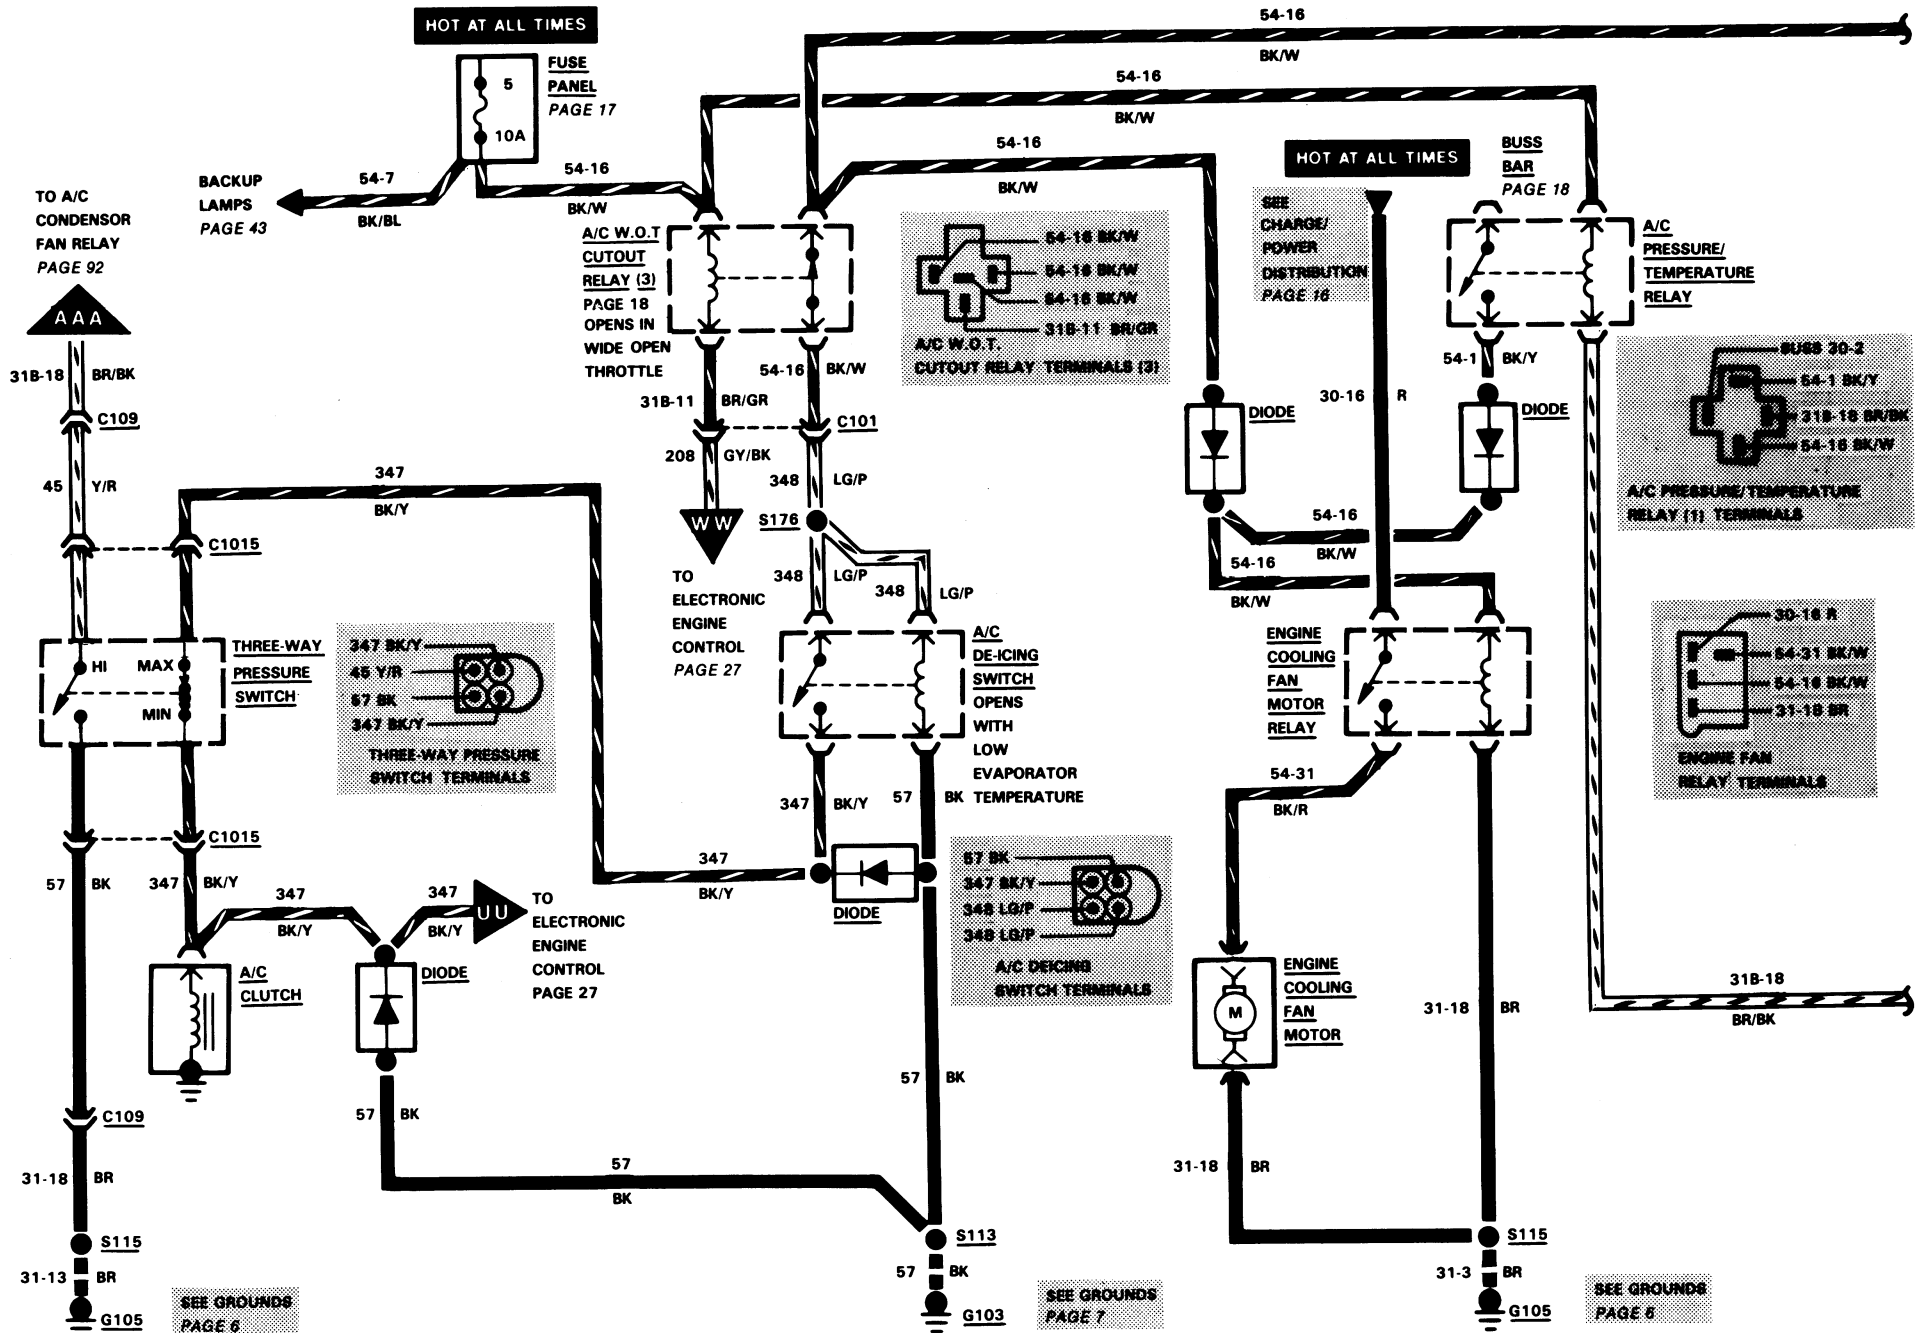 HOT AT ALL TIMES
5
10A
FUSE
PANEL
PAGE 17
54-16
BK/W
54-16
BK/W
54-16
BK/W
54-16
BK/W
BACKUP
LAMPS
PAGE 43
54-7
BK/BL
TO A/C
CONDENSOR
FAN RELAY
PAGE 92
AAA
31B-18
BR/BK
C109
45
Y/R
347
BK/Y
C1015
HI
MAX
MIN
THREE-WAY
PRESSURE
SWITCH
347 BK/Y
45 Y/R
57 BK
347 BK/Y
THREE-WAY PRESSURE
SWITCH TERMINALS
C1015
57
BK
347
BK/Y
347
BK/Y
347
BK/Y
UU
TO
ELECTRONIC
ENGINE
CONTROL
PAGE 27
A/C
CLUTCH
DIODE
C109
57
BK
31-18
BR
57
BK
S115
31-13
BR
G105
SEE GROUNDS
PAGE 6
A/C W.O.T
CUTOUT
RELAY (3)
PAGE 18
OPENS IN
WIDE OPEN
THROTTLE
54-16
BK/W
31B-11
BR/GR
C101
208
GY/BK
348
LG/P
WW
S176
TO
ELECTRONIC
ENGINE
CONTROL
PAGE 27
348
LG/P
348
LG/P
A/C
DE-ICING
SWITCH
OPENS
WITH
LOW
EVAPORATOR
TEMPERATURE
347
BK/Y
57
BK
347
BK/Y
DIODE
57 BK
347 BK/Y
348 LG/P
348 LG/P
A/C DEICING
SWITCH TERMINALS
57
BK
S113
57
BK
G103
SEE GROUNDS
PAGE 7
54-16 BK/W
54-16 BK/W
54-16 BK/W
31B-11 BR/GR
A/C W.O.T.
CUTOUT RELAY TERMINALS (3)
HOT AT ALL TIMES
SEE
CHARGE/
POWER
DISTRIBUTION
PAGE 16
BUSS
BAR
PAGE 18
A/C
PRESSURE/
TEMPERATURE
RELAY
54-1
BK/Y
30-16
R
DIODE
DIODE
54-16
BK/W
54-16
BK/W
BUSS 30-2
54-1 BK/Y
31B-18 BR/BK
54-16 BK/W
A/C PRESSURE/TEMPERATURE
RELAY (1) TERMINALS
ENGINE
COOLING
FAN
MOTOR
RELAY
30-16 R
54-31 BK/W
54-16 BK/W
31-18 BR
ENGINE FAN
RELAY TERMINALS
54-31
BK/R
M
ENGINE
COOLING
FAN
MOTOR
31-18
BR
31B-18
BR/BK
31-18
BR
S115
31-3
BR
G105
SEE GROUNDS
PAGE 6